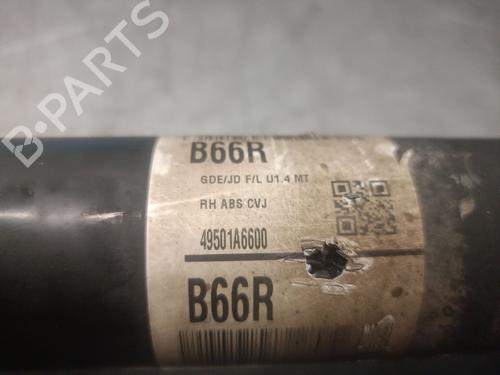 B-PARTS
B66R
GDE/JD F/L U1.4 MT
RH ABS CVJ
49501A6600
B66R